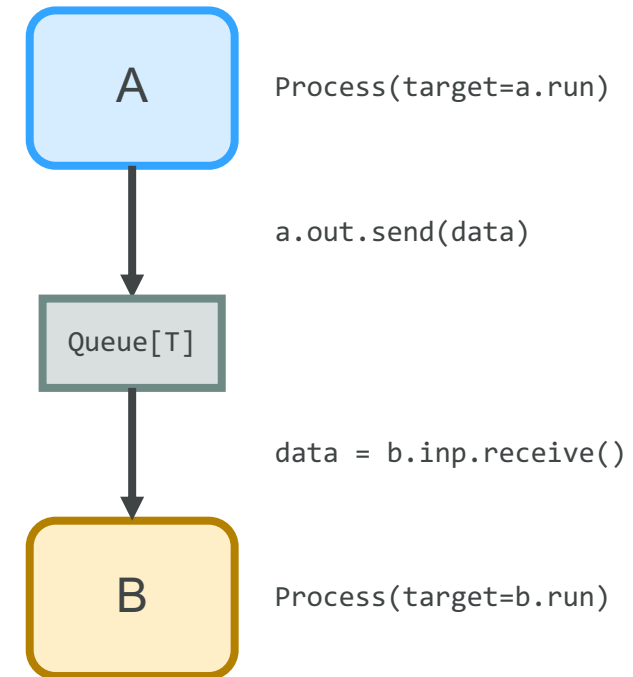 A
Process(target=a.run)
a.out.send(data)
Queue[T]
data = b.inp.receive()
B
Process(target=b.run)